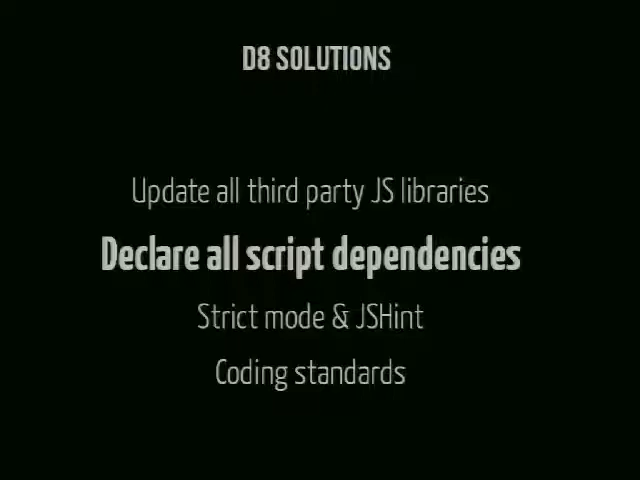 D8 SOLUTIONS
Update all third party JS libraries
Declare all script dependencies
Strict mode & JSHint
Coding standards